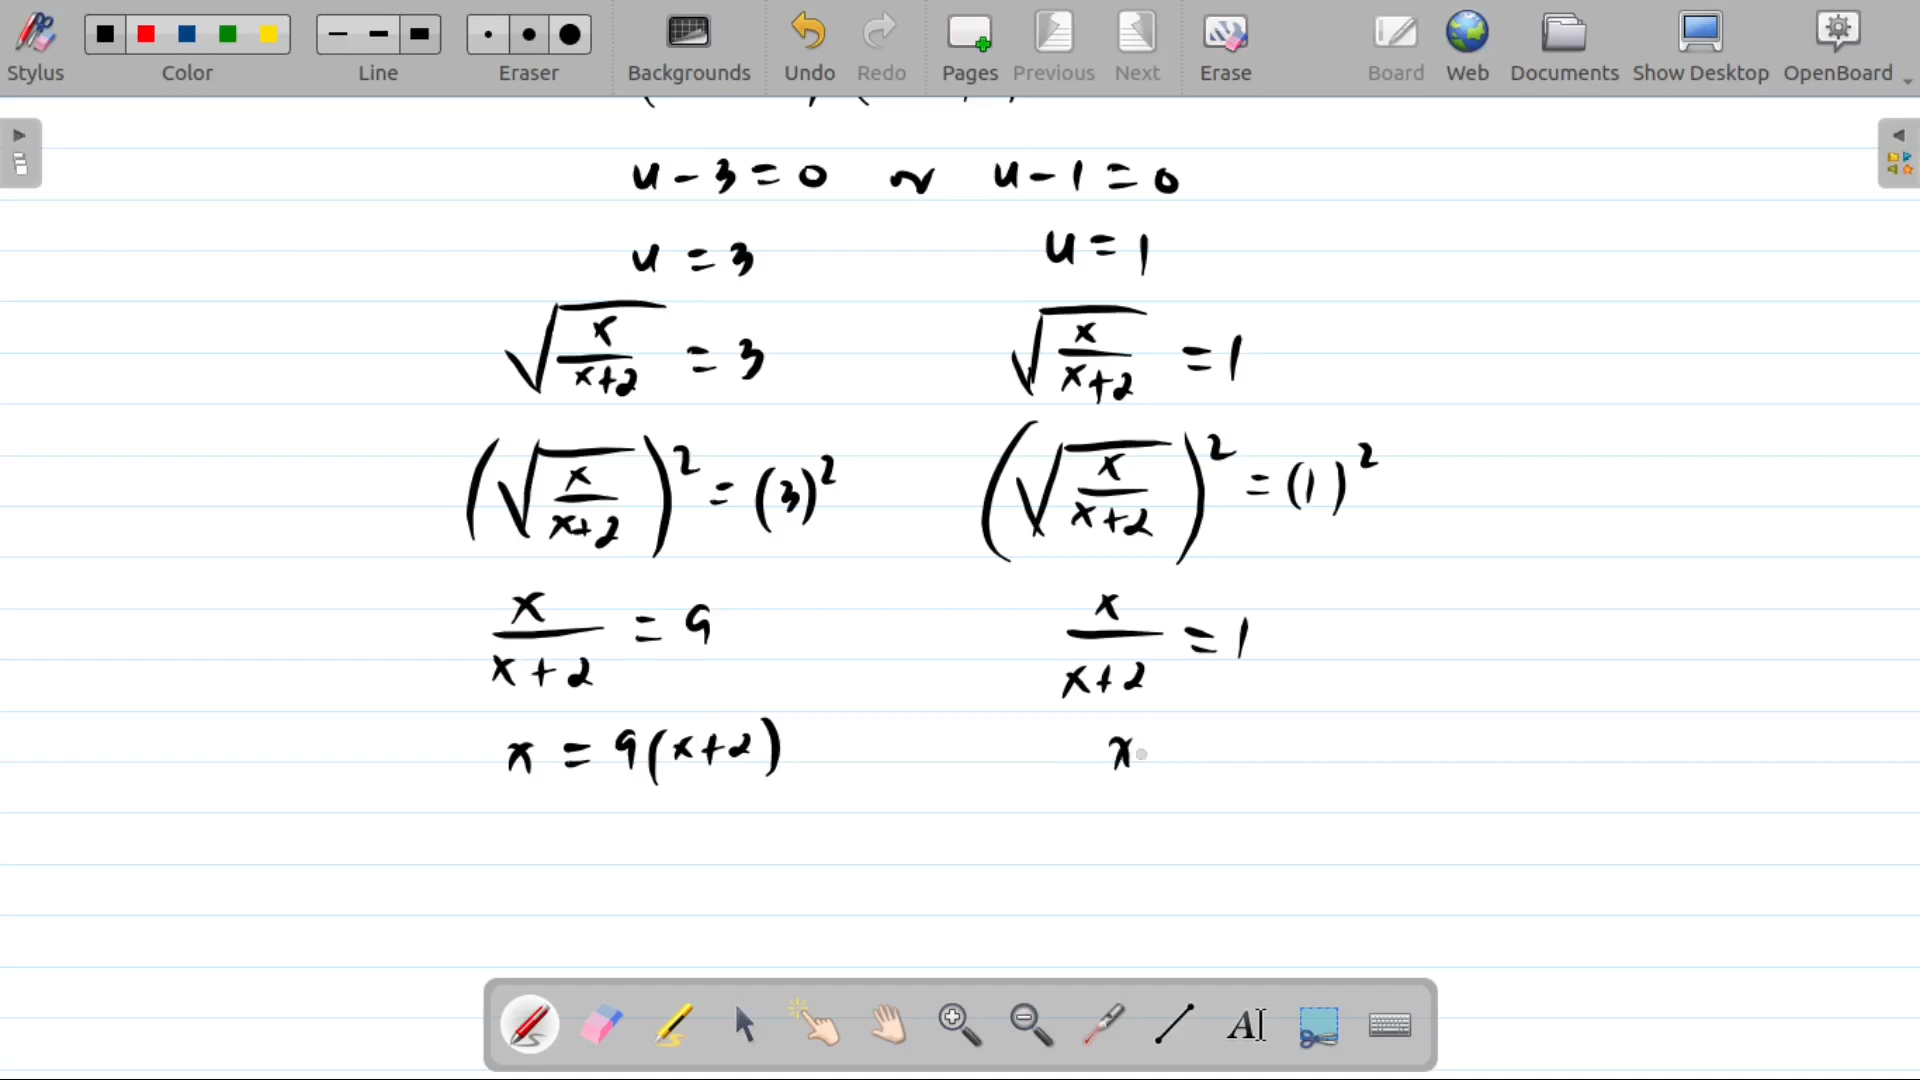 Stylus Color Line Eraser Backgrounds Undo Redo Pages Previous Next Erase Board Web Documents Show Desktop OpenBoard
u - 3 = 0 or u - 1 = 0
u = 3 u = 1
√(x/(x+2)) = 3 √(x/(x+2)) = 1
(√(x/(x+2)))² = (3)² (√(x/(x+2)))² = (1)²
x/(x+2) = 9 x/(x+2) = 1
x = 9(x+2) x
AI